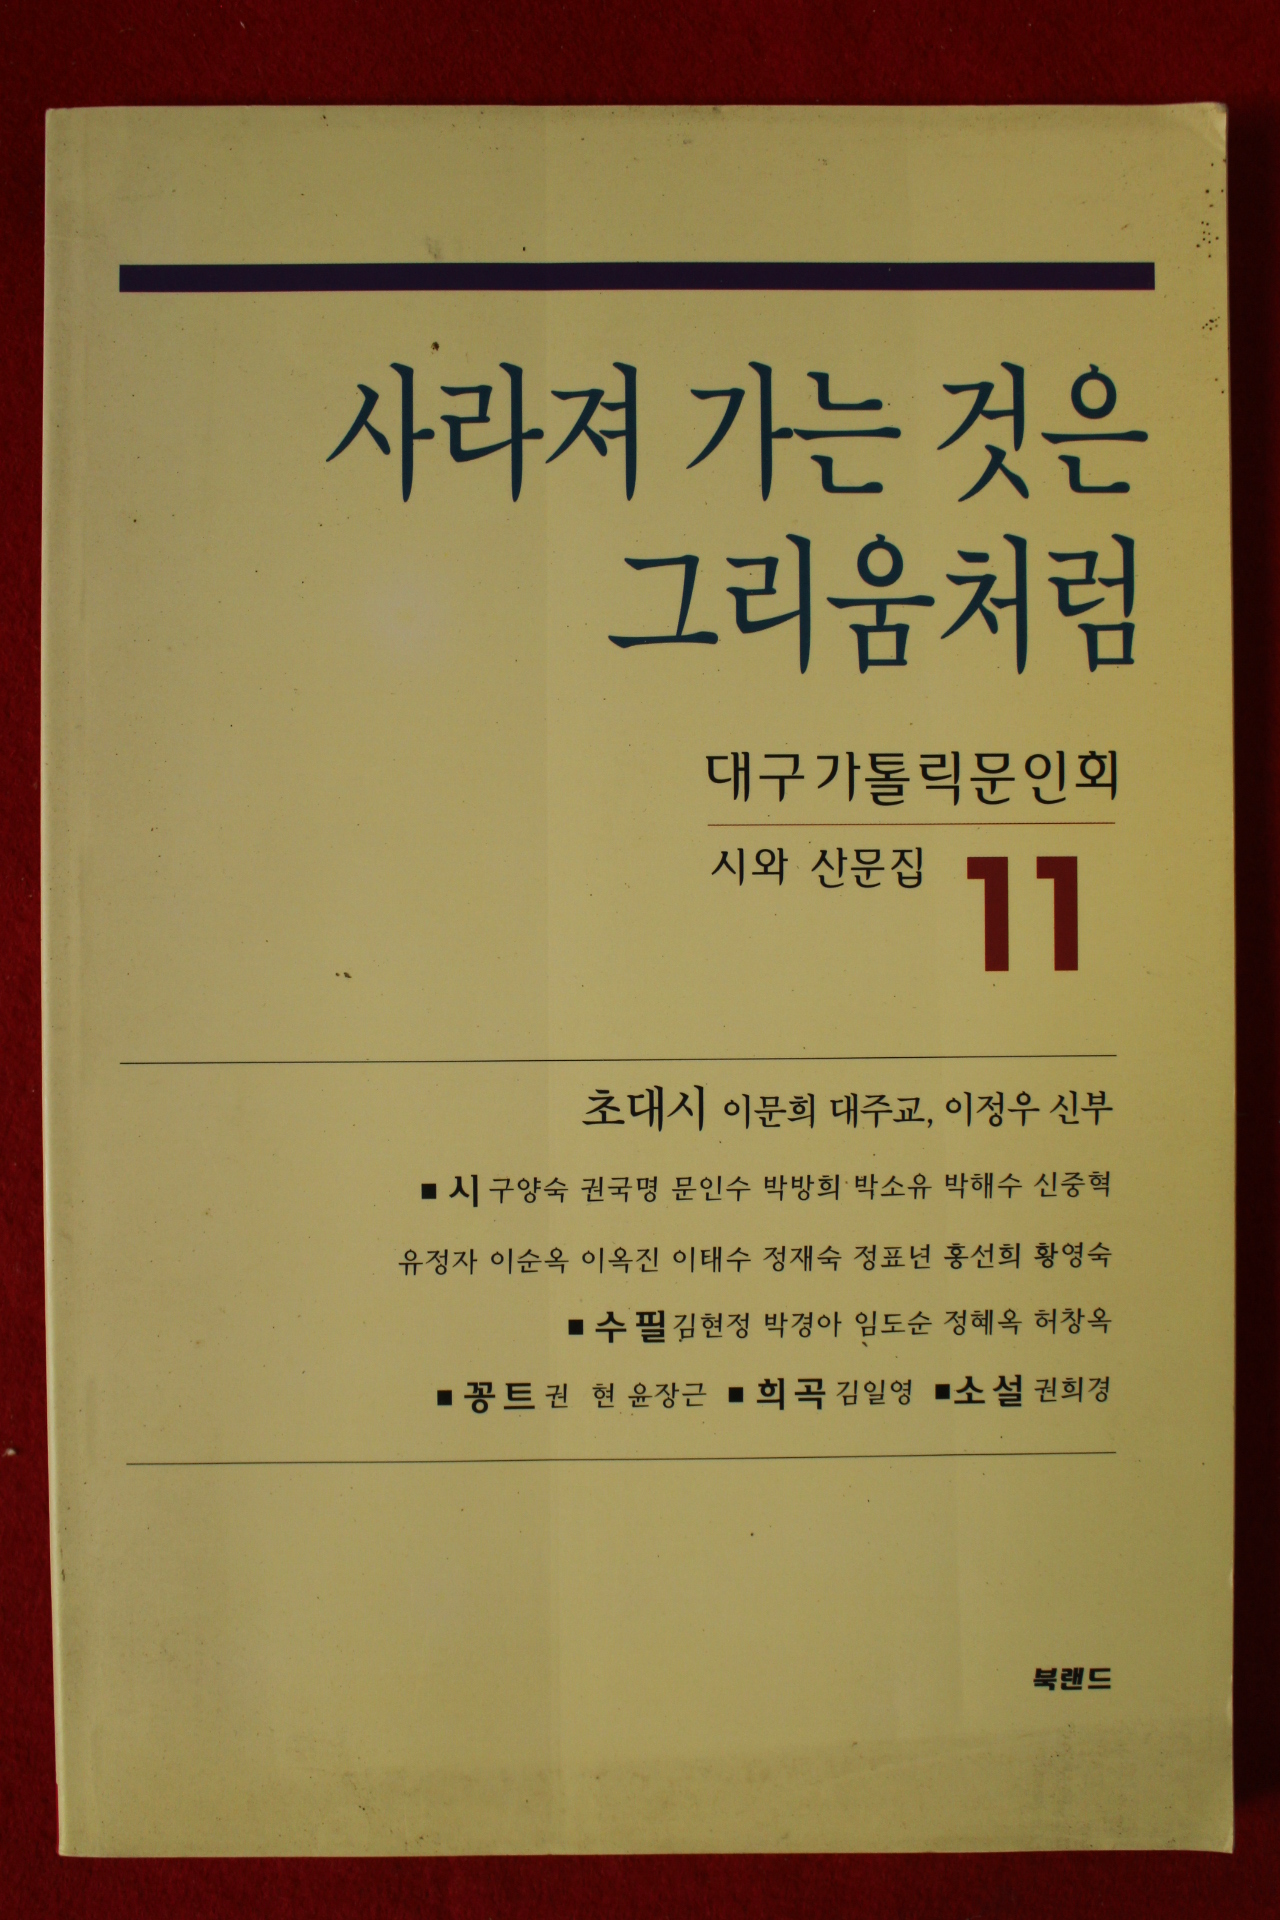 사라져 가는 것은
그리움처럼
대구가톨릭문인회
시와 산문집 11
초대시 이문희 대주교, 이정우 신부
■ 시 구양숙 권국명 문인수 박방희 박소유 박해수 신중혁
유정자 이순옥 이옥진 이태수 정재숙 정표년 홍선희 황영숙
■ 수필 김현정 박경아 임도순 정혜옥 허창옥
■ 꽁트 권 현 윤장근 ■ 희곡 김일영 ■ 소설 권희경
북랜드